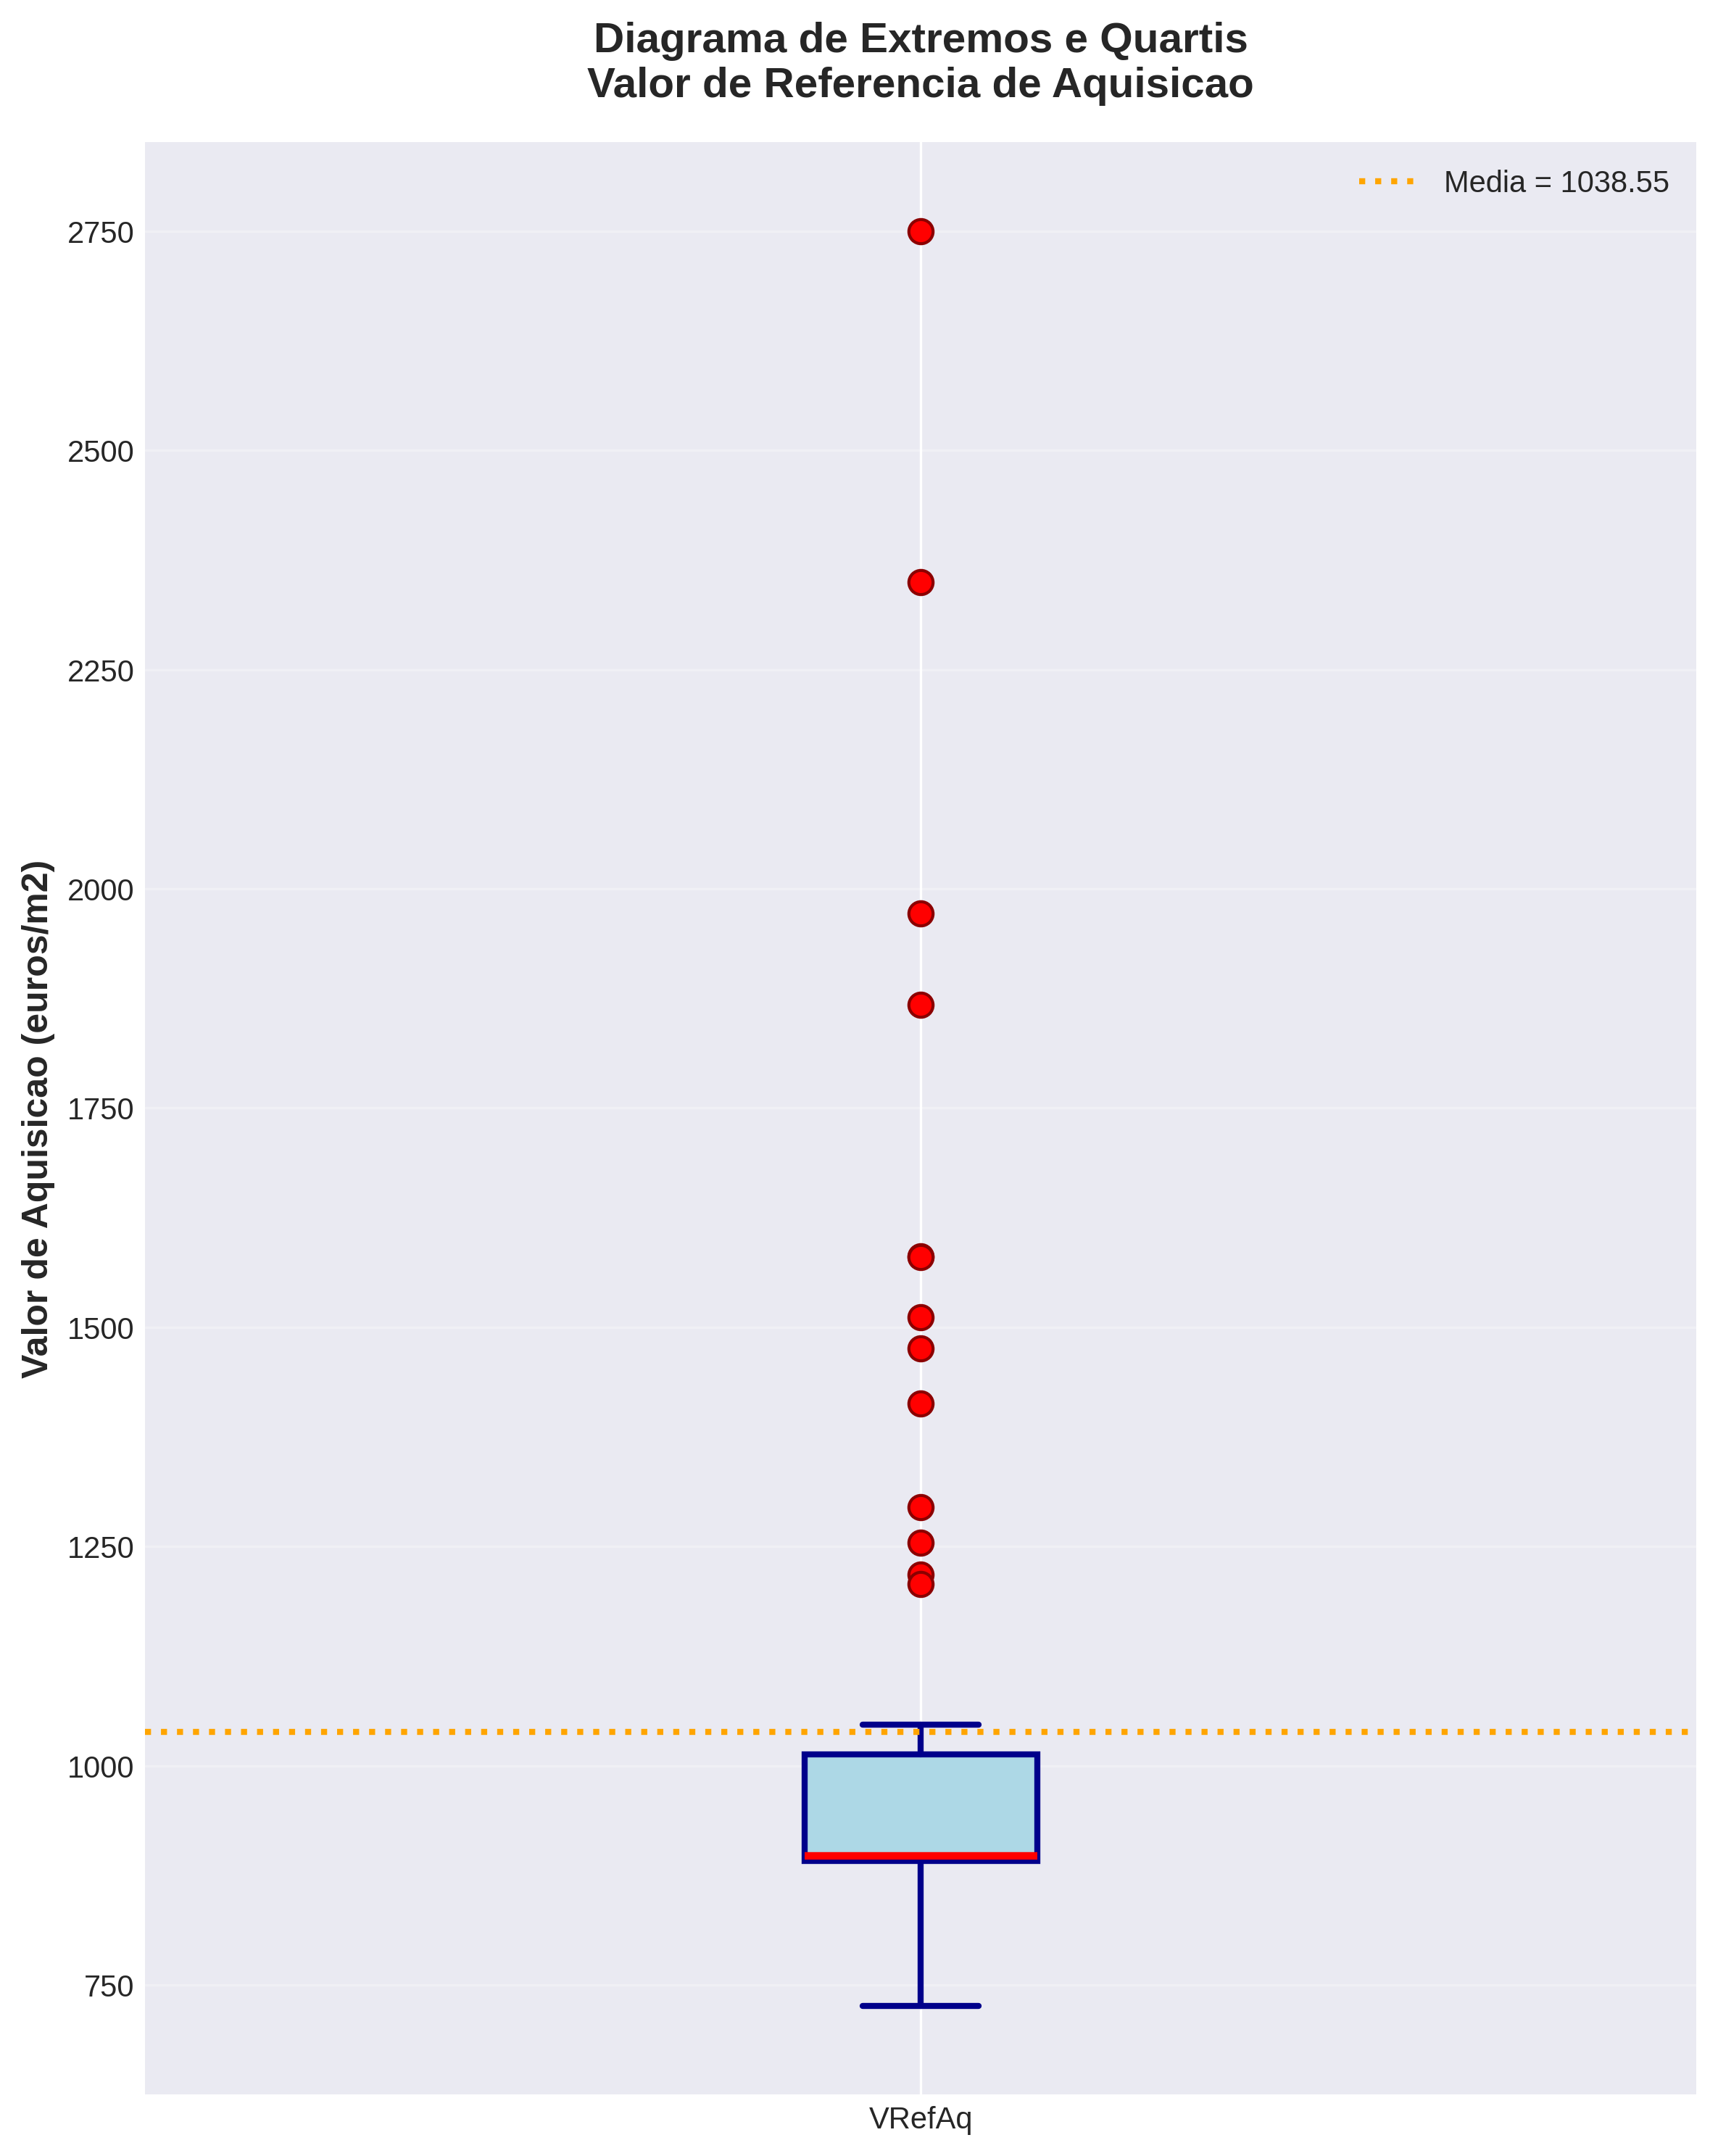 Diagrama de Extremos e Quartis
Valor de Referencia de Aquisicao
Media = 1038.55
Valor de Aquisicao (euros/m2)
2750
2500
2250
2000
1750
1500
1250
1000
750
VRefAq